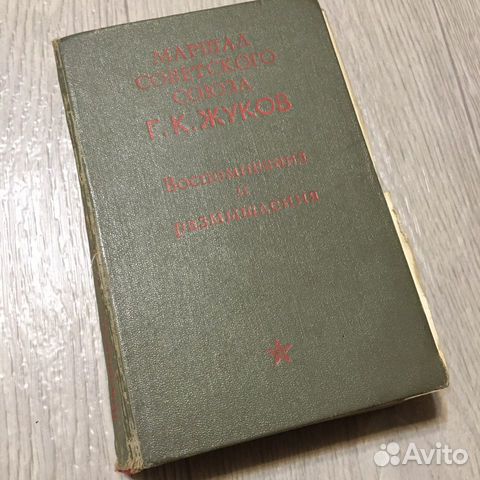 МАРШАЛ
СОВЕТСКОГО
СОЮЗА
Г. К. ЖУКОВ
Воспоминания
и
размышления
Avito